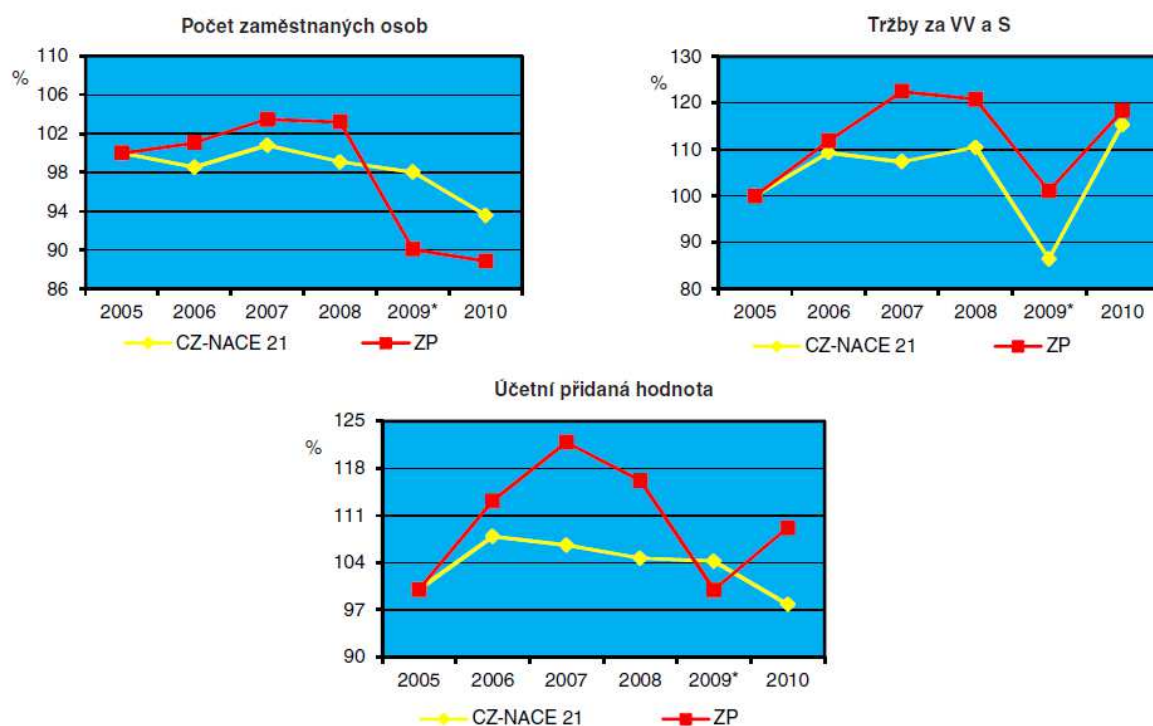 Počet zaměstnaných osob
%
110
106
102
98
94
90
86
2005 2006 2007 2008 2009* 2010
CZ-NACE 21 ZP
Tržby za VV a S
%
130
120
110
100
90
80
2005 2006 2007 2008 2009* 2010
CZ-NACE 21 ZP
Účetní přidaná hodnota
%
125
118
111
104
97
90
2005 2006 2007 2008 2009* 2010
CZ-NACE 21 ZP